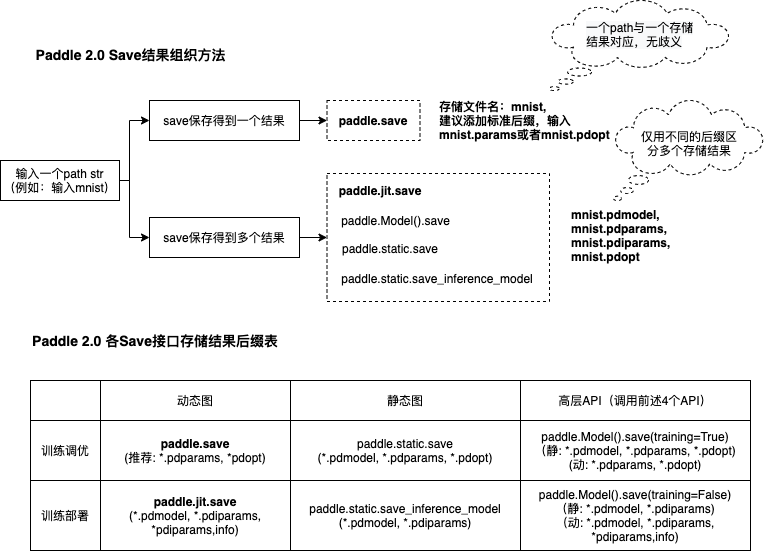 一个path与一个存储
结果对应，无歧义
Paddle 2.0 Save结果组织方法
save保存得到一个结果
paddle.save
存储文件名：mnist,
建议添加标准后缀，输入
mnist.params或者mnist.pdopt
仅用不同的后缀区
分多个存储结果
输入一个path str
（例如：输入mnist）
save保存得到多个结果
paddle.jit.save
paddle.Model().save
paddle.static.save
paddle.static.save_inference_model
mnist.pdmodel,
mnist.pdparams,
mnist.pdiparams,
mnist.pdopt
Paddle 2.0 各Save接口存储结果后缀表
动态图
静态图
高层API（调用前述4个API）
训练调优
paddle.save
(推荐: *.pdparams, *pdopt)
paddle.static.save
(*.pdmodel, *.pdparams, *.pdopt)
paddle.Model().save(training=True)
（静: *.pdmodel, *.pdparams, *.pdopt)
(动: *.pdparams, *.pdopt)
训练部署
paddle.jit.save
(*.pdmodel, *.pdiparams,
*pdiparams,info)
paddle.static.save_inference_model
(*.pdmodel, *.pdiparams)
paddle.Model().save(training=False)
（静: *.pdmodel, *.pdiparams)
（动: *.pdmodel, *.pdiparams,
*pdiparams,info)